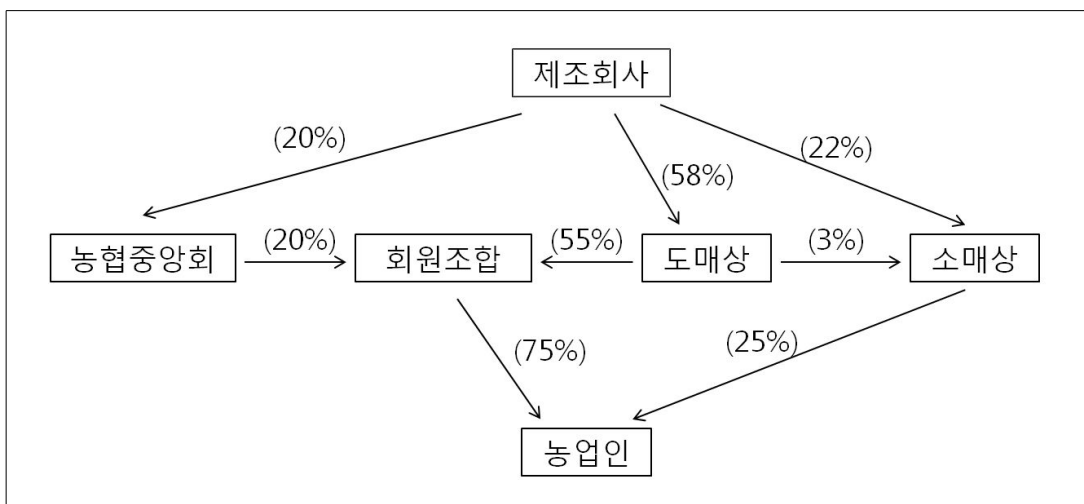 제조회사
(20%)
(58%)
(22%)
농협중앙회
(20%)
회원조합
(55%)
도매상
(3%)
소매상
(75%)
(25%)
농업인